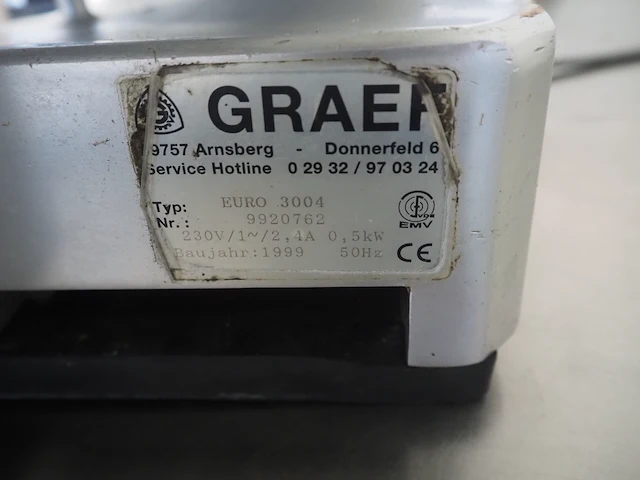 G GRAEF
9757 Arnsberg - Donnerfeld 6
Service Hotline 0 29 32 / 97 03 24
Typ: EURO 3004
Nr.: 9920762
230V/1~/2,4A 0,5kW
Baujahr:1999 50Hz
VDE
EMV
CE